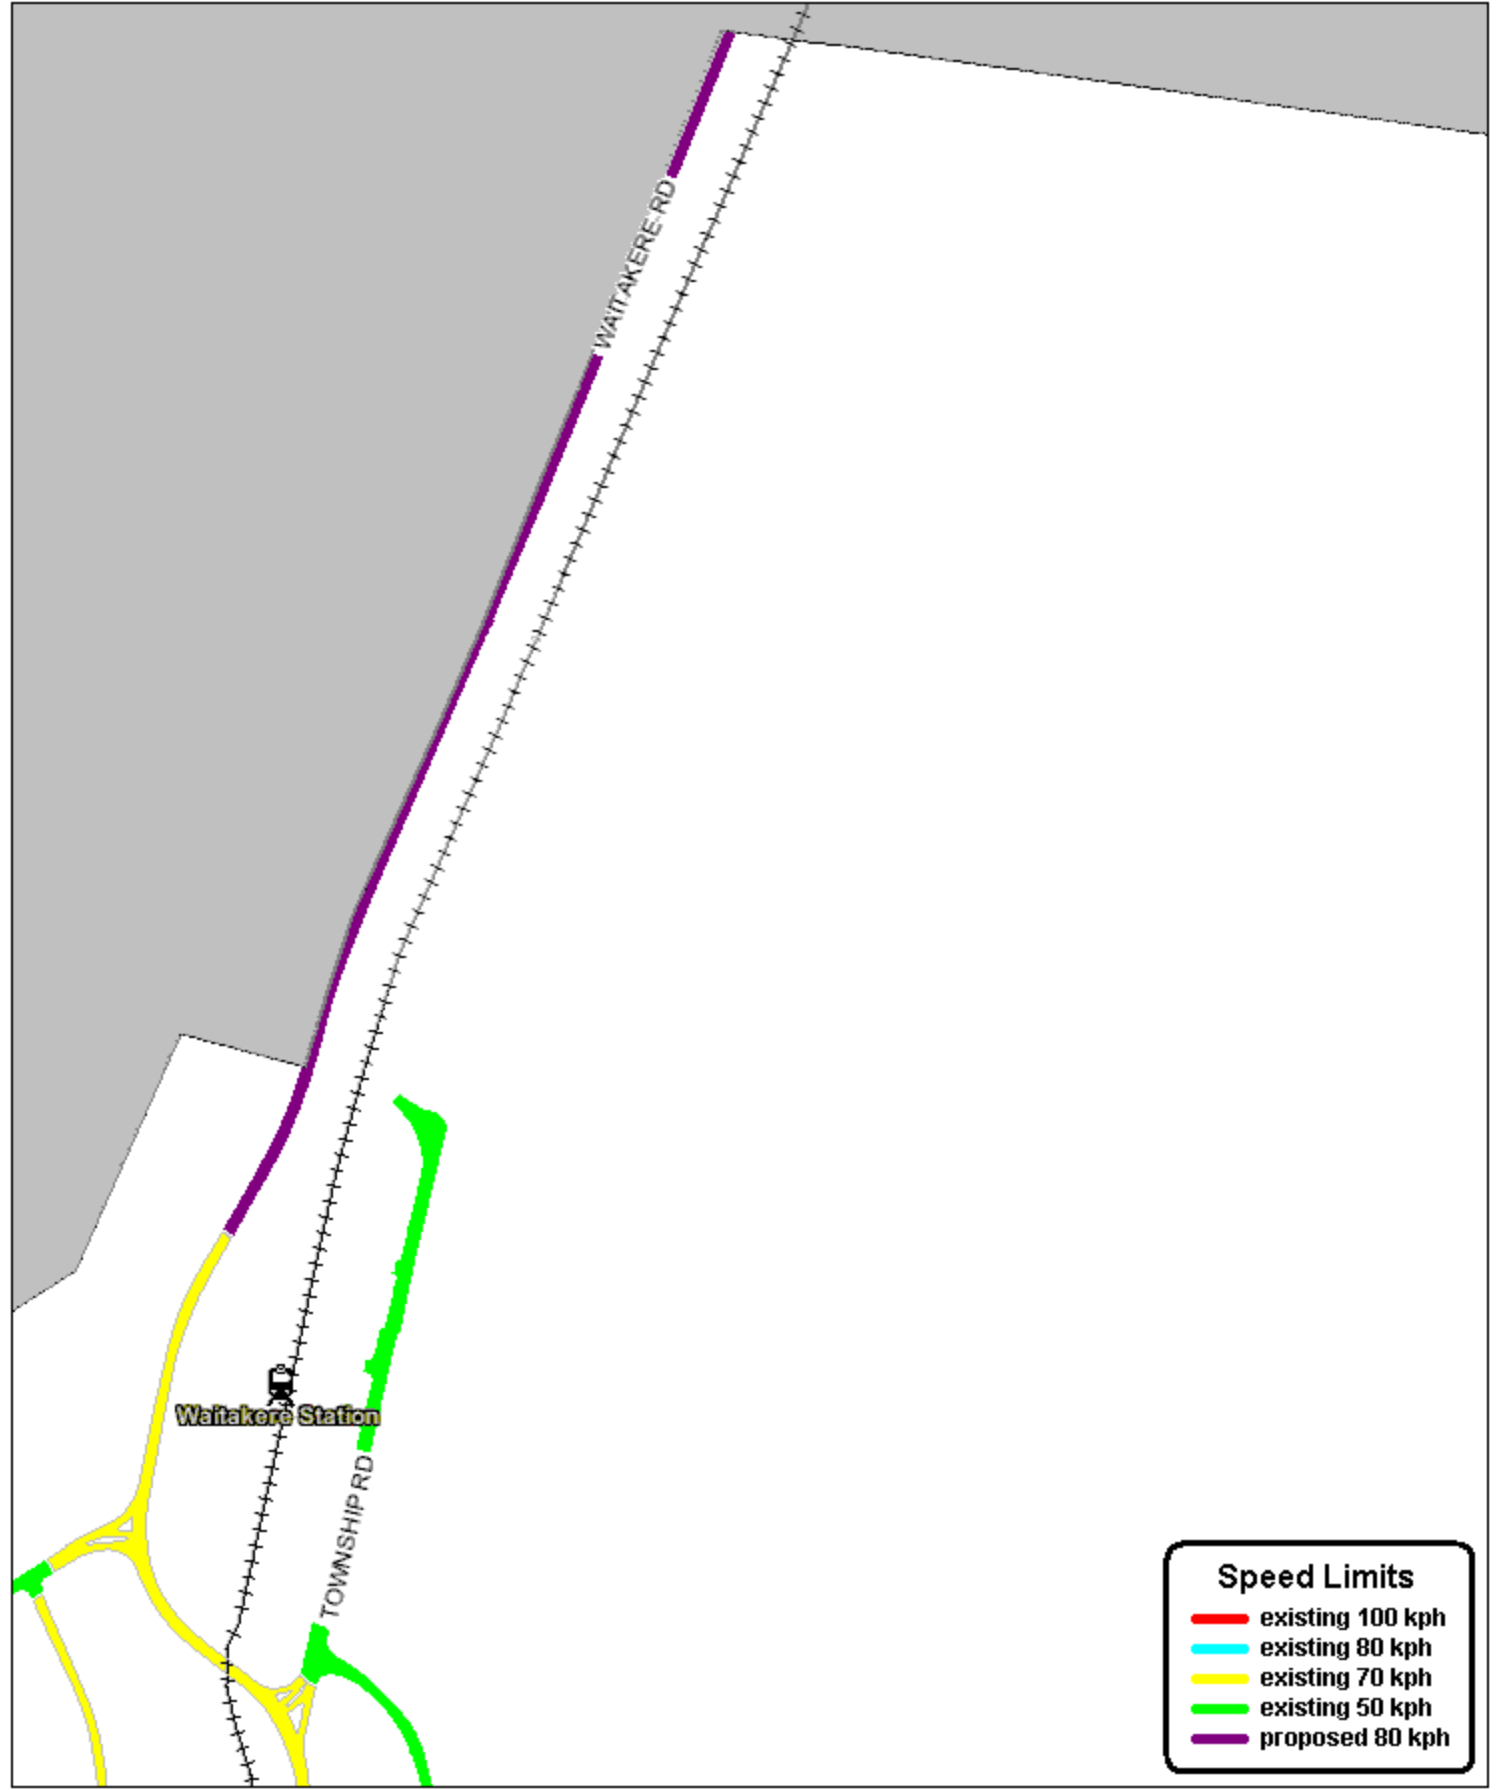 WAITAKERE RD
Waitakere Station
TOWNSHIP RD
Speed Limits
existing 100 kph
existing 80 kph
existing 70 kph
existing 50 kph
proposed 80 kph